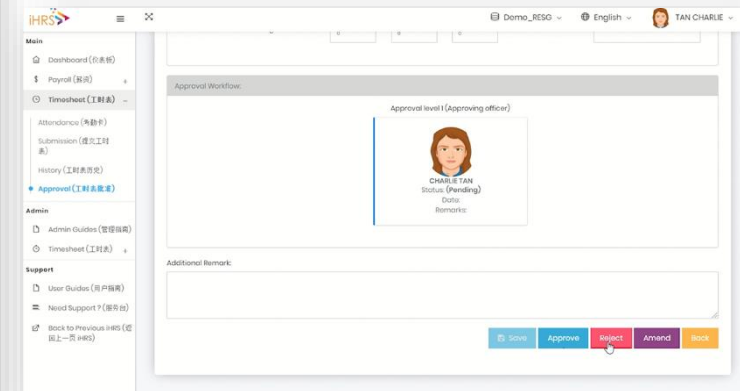 iHRS
Demo_RESG
English
TAN CHARLIE
Main
Dashboard (仪表板)
Payroll (薪资)
Timesheet (工时表)
Attendance (考勤卡)
Submission (提交工时
表)
History (工时表历史)
Approval (工时表批准)
Admin
Admin Guides (管理指南)
Timesheet (工时表)
Support
User Guides (用户指南)
Need Support? (服务台)
Back to Previous iHRS (返
回上一页 iHRS)
0
0
0
Approval Workflow:
Approval level 1 (Approving officer)
CHARLIE TAN
Status: (Pending)
Date:
Remarks:
Additional Remark:
Save
Approve
Reject
Amend
Back